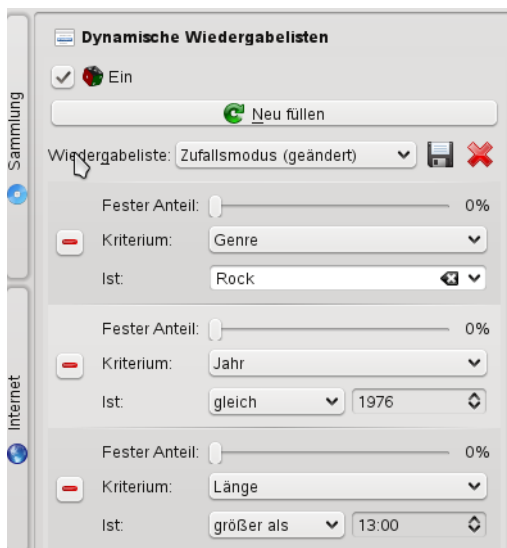 Dynamische Wiedergabelisten
Ein
Neu füllen
Wiedergabeliste: Zufallsmodus (geändert)
Fester Anteil: 0%
Kriterium: Genre
Ist: Rock
Fester Anteil: 0%
Kriterium: Jahr
Ist: gleich 1976
Fester Anteil: 0%
Kriterium: Länge
Ist: größer als 13:00
Sammlung
Internet